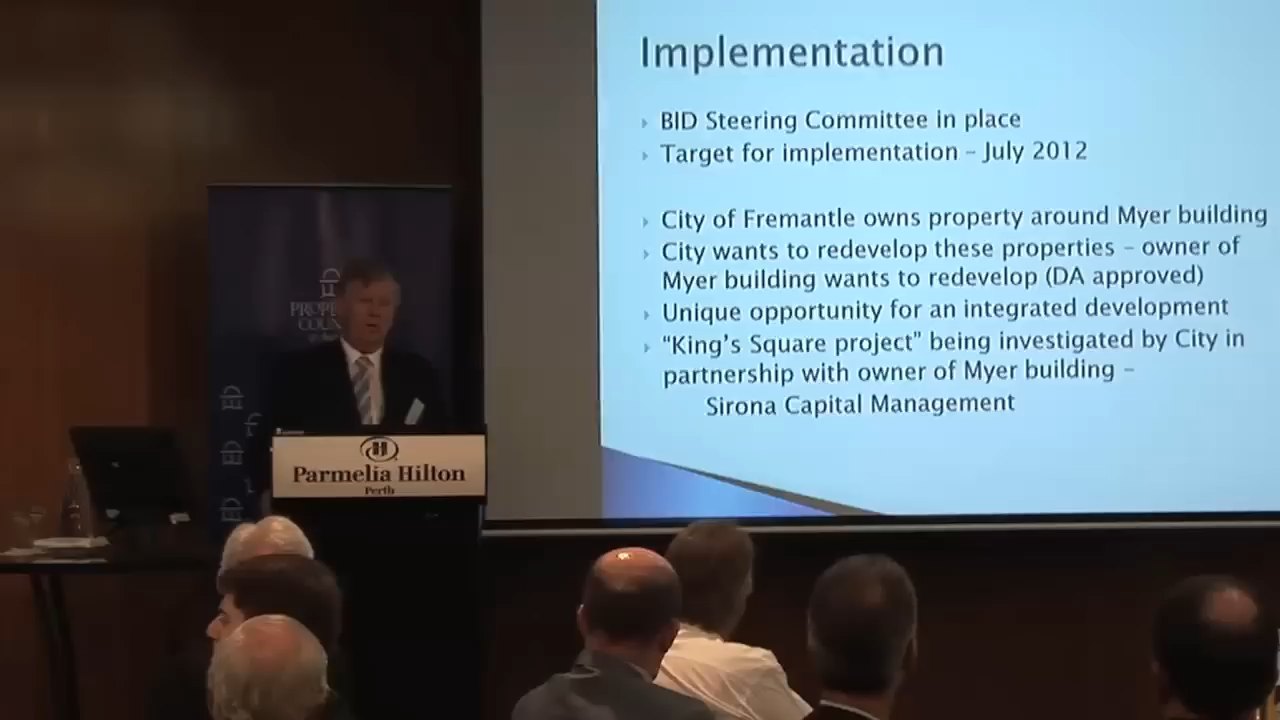 Implementation
BID Steering Committee in place
Target for implementation – July 2012
City of Fremantle owns property around Myer building
City wants to redevelop these properties – owner of
Myer building wants to redevelop (DA approved)
Unique opportunity for an integrated development
“King’s Square project” being investigated by City in
partnership with owner of Myer building –
Sirona Capital Management
Parmelia Hilton
Perth